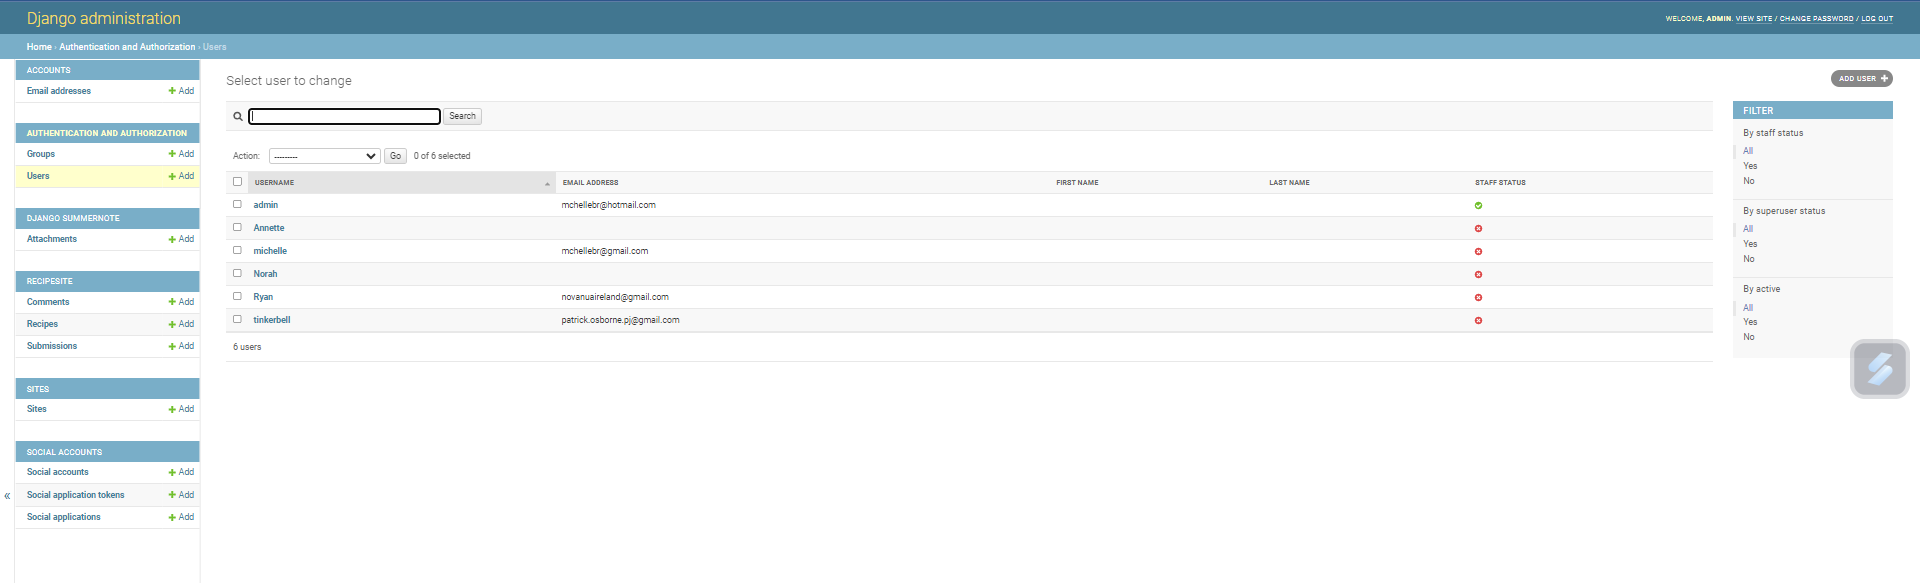 Django administration
WELCOME, ADMIN. VIEW SITE / CHANGE PASSWORD / LOG OUT
Home › Authentication and Authorization › Users
ACCOUNTS
Email addresses + Add
AUTHENTICATION AND AUTHORIZATION
Groups + Add
Users + Add
DJANGO SUMMERNOTE
Attachments + Add
RECIPESITE
Comments + Add
Recipes + Add
Submissions + Add
SITES
Sites + Add
SOCIAL ACCOUNTS
Social accounts + Add
Social application tokens + Add
Social applications + Add
«
Select user to change
ADD USER +
Search
Action: --------- Go 0 of 6 selected
USERNAME EMAIL ADDRESS FIRST NAME LAST NAME STAFF STATUS
admin mchellebr@hotmail.com
Annette
michelle mchellebr@gmail.com
Norah
Ryan novanuaireland@gmail.com
tinkerbell patrick.osborne.pj@gmail.com
6 users
FILTER
By staff status
All
Yes
No
By superuser status
All
Yes
No
By active
All
Yes
No